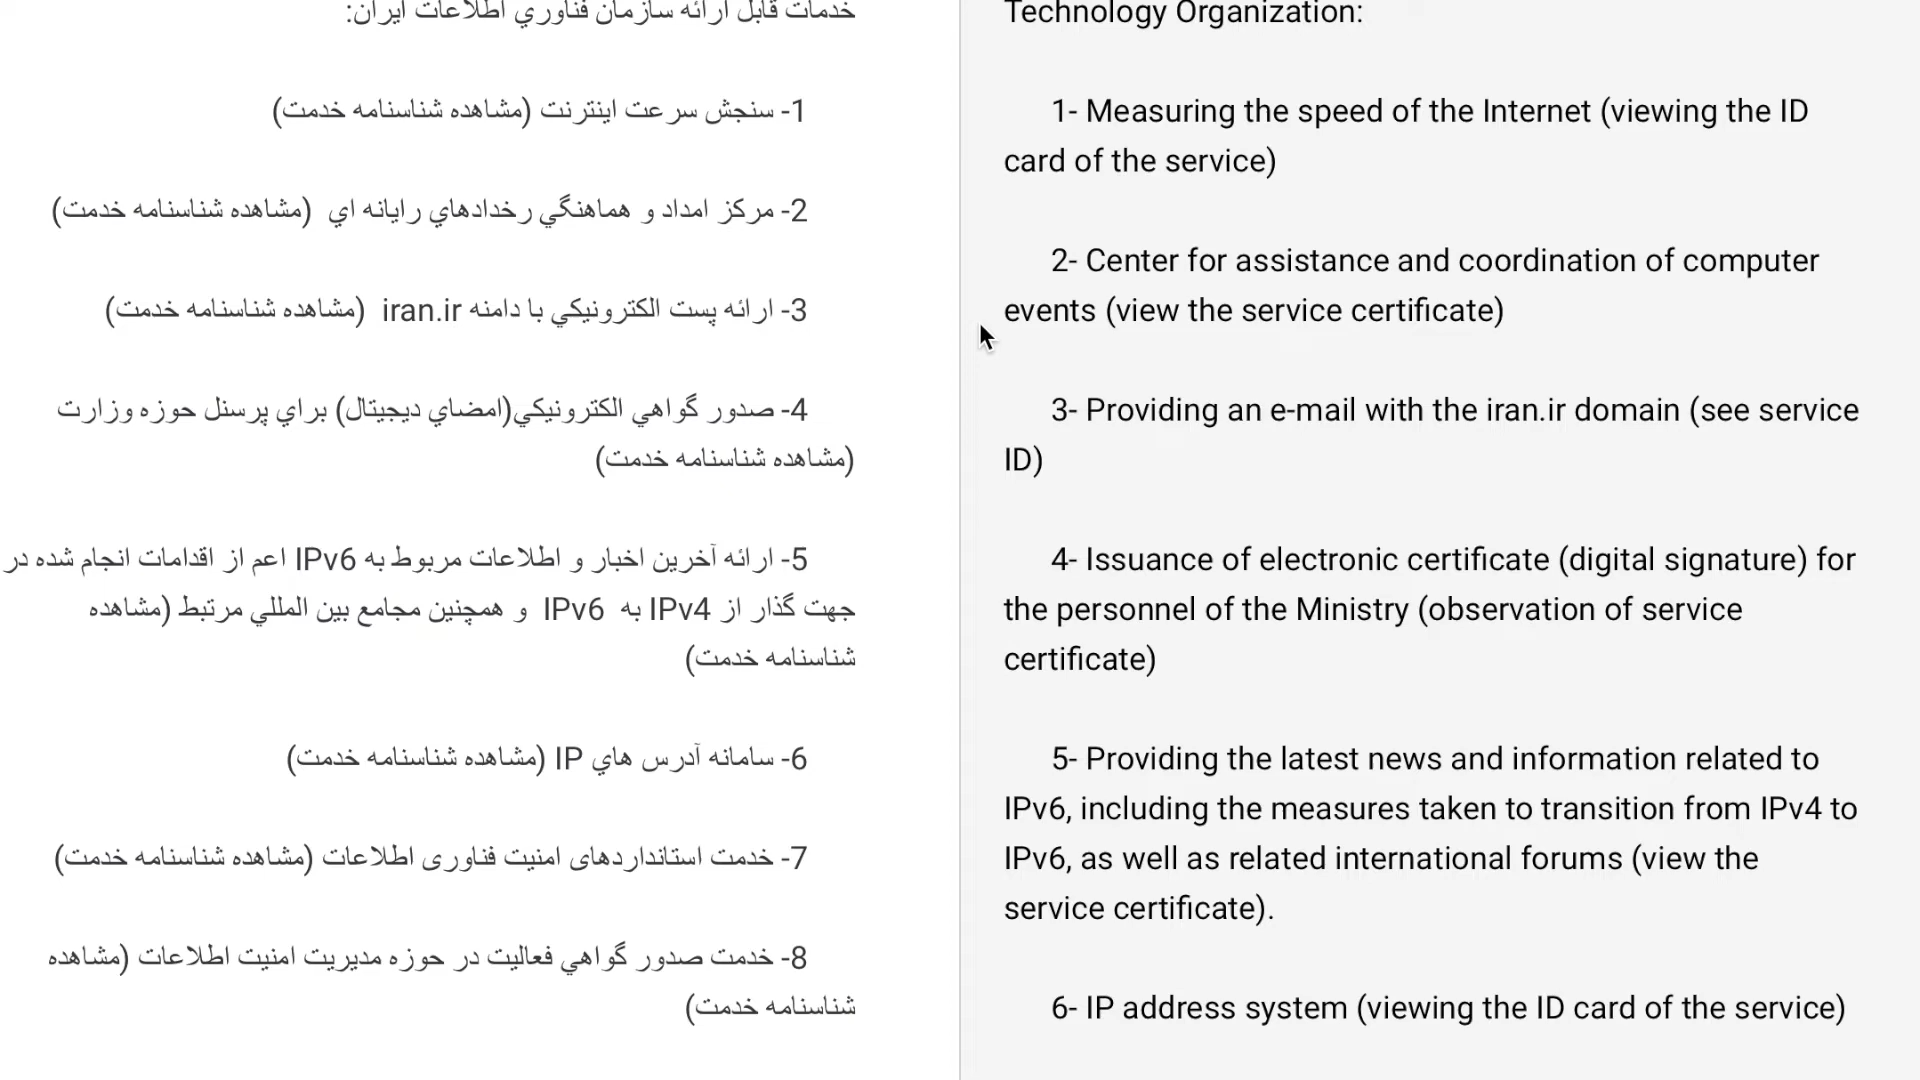 خدمات قابل ارائه سازمان فناوري اطلاعات ايران:
1- سنجش سرعت اينترنت (مشاهده شناسنامه خدمت)
2- مركز امداد و هماهنگي رخدادهاي رايانه اي (مشاهده شناسنامه خدمت)
3- ارائه پست الكترونيكي با دامنه iran.ir (مشاهده شناسنامه خدمت)
4- صدور گواهي الكترونيكي(امضاي ديجيتال) براي پرسنل حوزه وزارت
(مشاهده شناسنامه خدمت)
5- ارائه آخرين اخبار و اطلاعات مربوط به IPv6 اعم از اقدامات انجام شده در
جهت گذار از IPv4 به IPv6 و همچنين مجامع بين المللي مرتبط (مشاهده
شناسنامه خدمت)
6- سامانه آدرس هاي IP (مشاهده شناسنامه خدمت)
7- خدمت استانداردهای امنیت فناوری اطلاعات (مشاهده شناسنامه خدمت)
8- خدمت صدور گواهي فعاليت در حوزه مديريت امنيت اطلاعات (مشاهده
شناسنامه خدمت)
Technology Organization:
1- Measuring the speed of the Internet (viewing the ID
card of the service)
2- Center for assistance and coordination of computer
events (view the service certificate)
3- Providing an e-mail with the iran.ir domain (see service
ID)
4- Issuance of electronic certificate (digital signature) for
the personnel of the Ministry (observation of service
certificate)
5- Providing the latest news and information related to
IPv6, including the measures taken to transition from IPv4 to
IPv6, as well as related international forums (view the
service certificate).
6- IP address system (viewing the ID card of the service)